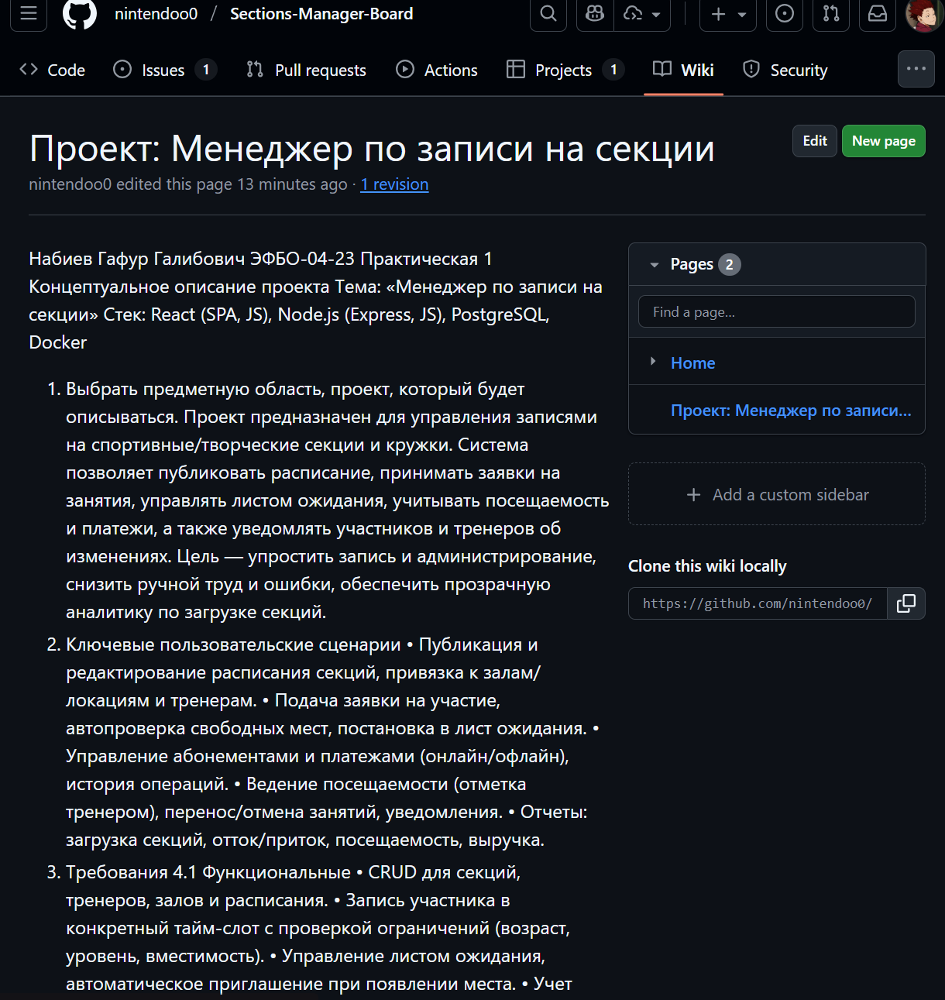 nintendoo0 / Sections-Manager-Board
Code Issues 1 Pull requests Actions Projects 1 Wiki Security
Проект: Менеджер по записи на секции
Edit New page
nintendoo0 edited this page 13 minutes ago · 1 revision
Набиев Гафур Галибович ЭФБО-04-23 Практическая 1
Концептуальное описание проекта Тема: «Менеджер по записи на
секции» Стек: React (SPA, JS), Node.js (Express, JS), PostgreSQL,
Docker
1. Выбрать предметную область, проект, который будет
описываться. Проект предназначен для управления записями
на спортивные/творческие секции и кружки. Система
позволяет публиковать расписание, принимать заявки на
занятия, управлять листом ожидания, учитывать посещаемость
и платежи, а также уведомлять участников и тренеров об
изменениях. Цель — упростить запись и администрирование,
снизить ручной труд и ошибки, обеспечить прозрачную
аналитику по загрузке секций.
2. Ключевые пользовательские сценарии • Публикация и
редактирование расписания секций, привязка к залам/
локациям и тренерам. • Подача заявки на участие,
автопроверка свободных мест, постановка в лист ожидания. •
Управление абонементами и платежами (онлайн/офлайн),
история операций. • Ведение посещаемости (отметка
тренером), перенос/отмена занятий, уведомления. • Отчеты:
загрузка секций, отток/приток, посещаемость, выручка.
3. Требования 4.1 Функциональные • CRUD для секций,
тренеров, залов и расписания. • Запись участника в
конкретный тайм-слот с проверкой ограничений (возраст,
уровень, вместимость). • Управление листом ожидания,
автоматическое приглашение при появлении места. • Учет
Pages 2
Find a page...
Home
Проект: Менеджер по записи...
Add a custom sidebar
Clone this wiki locally
https://github.com/nintendoo0/